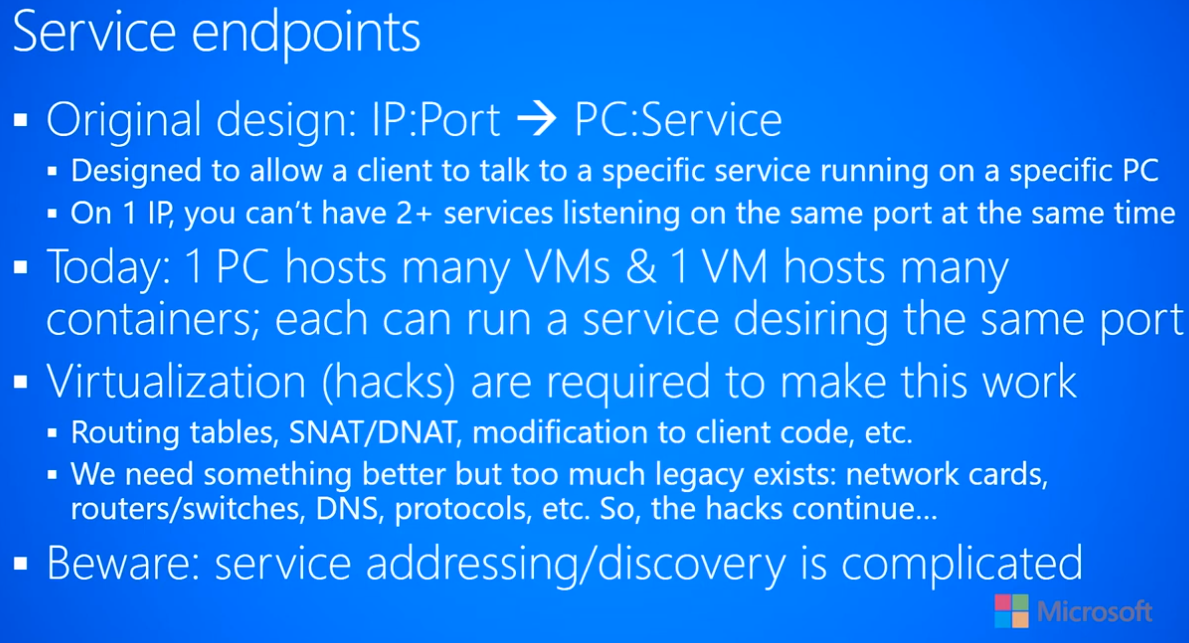 Service endpoints
▪ Original design: IP:Port → PC:Service
▪ Designed to allow a client to talk to a specific service running on a specific PC
▪ On 1 IP, you can’t have 2+ services listening on the same port at the same time
▪ Today: 1 PC hosts many VMs & 1 VM hosts many
containers; each can run a service desiring the same port
▪ Virtualization (hacks) are required to make this work
▪ Routing tables, SNAT/DNAT, modification to client code, etc.
▪ We need something better but too much legacy exists: network cards,
routers/switches, DNS, protocols, etc. So, the hacks continue…
▪ Beware: service addressing/discovery is complicated
Microsoft